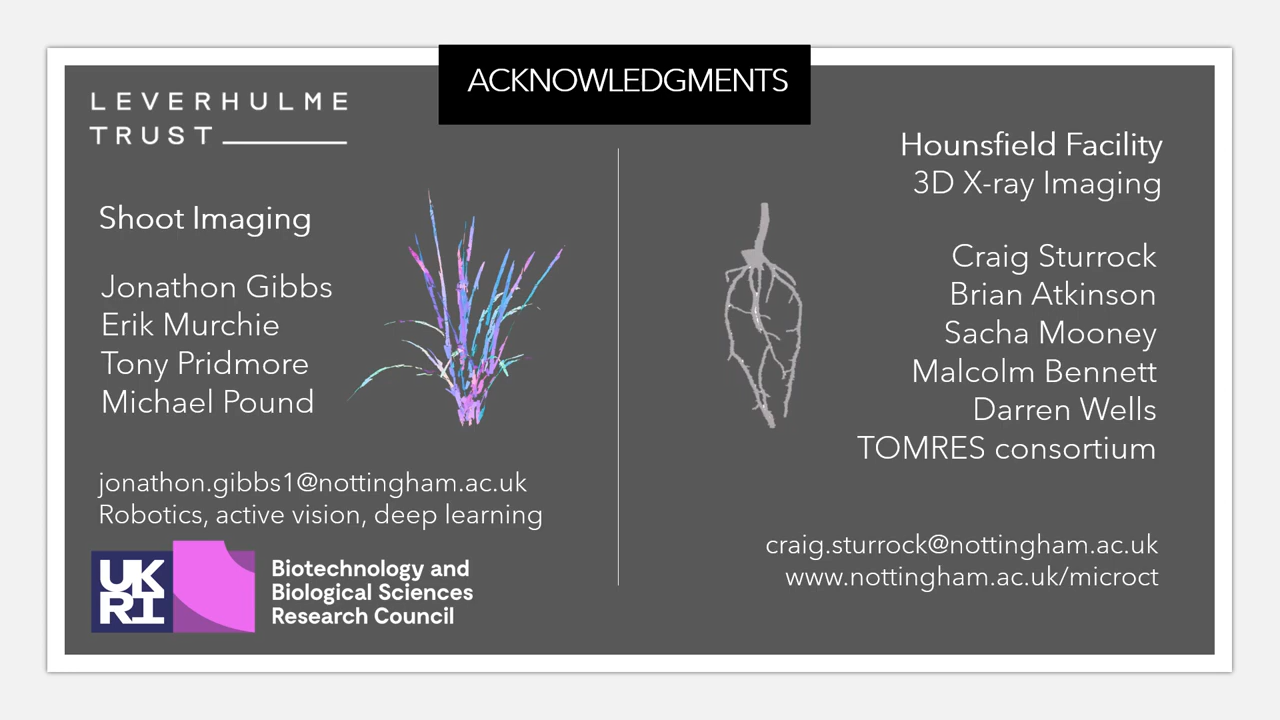 ACKNOWLEDGMENTS
LEVERHULME
TRUST
Shoot Imaging
Jonathon Gibbs
Erik Murchie
Tony Pridmore
Michael Pound
jonathon.gibbs1@nottingham.ac.uk
Robotics, active vision, deep learning
UK
RI
Biotechnology and
Biological Sciences
Research Council
Hounsfield Facility
3D X-ray Imaging
Craig Sturrock
Brian Atkinson
Sacha Mooney
Malcolm Bennett
Darren Wells
TOMRES consortium
craig.sturrock@nottingham.ac.uk
www.nottingham.ac.uk/microct